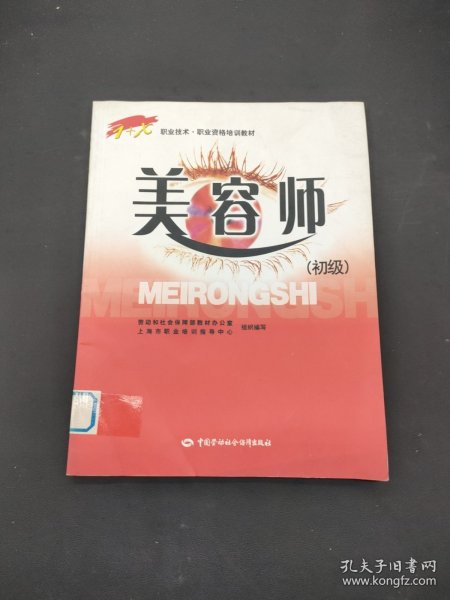 1+X 职业技术·职业资格培训教材
美容师
(初级)
MEIRONGSHI
劳动和社会保障部教材办公室
上海市职业培训指导中心
组织编写
中国劳动社会保障出版社
孔夫子旧书网
www.kongfz.com